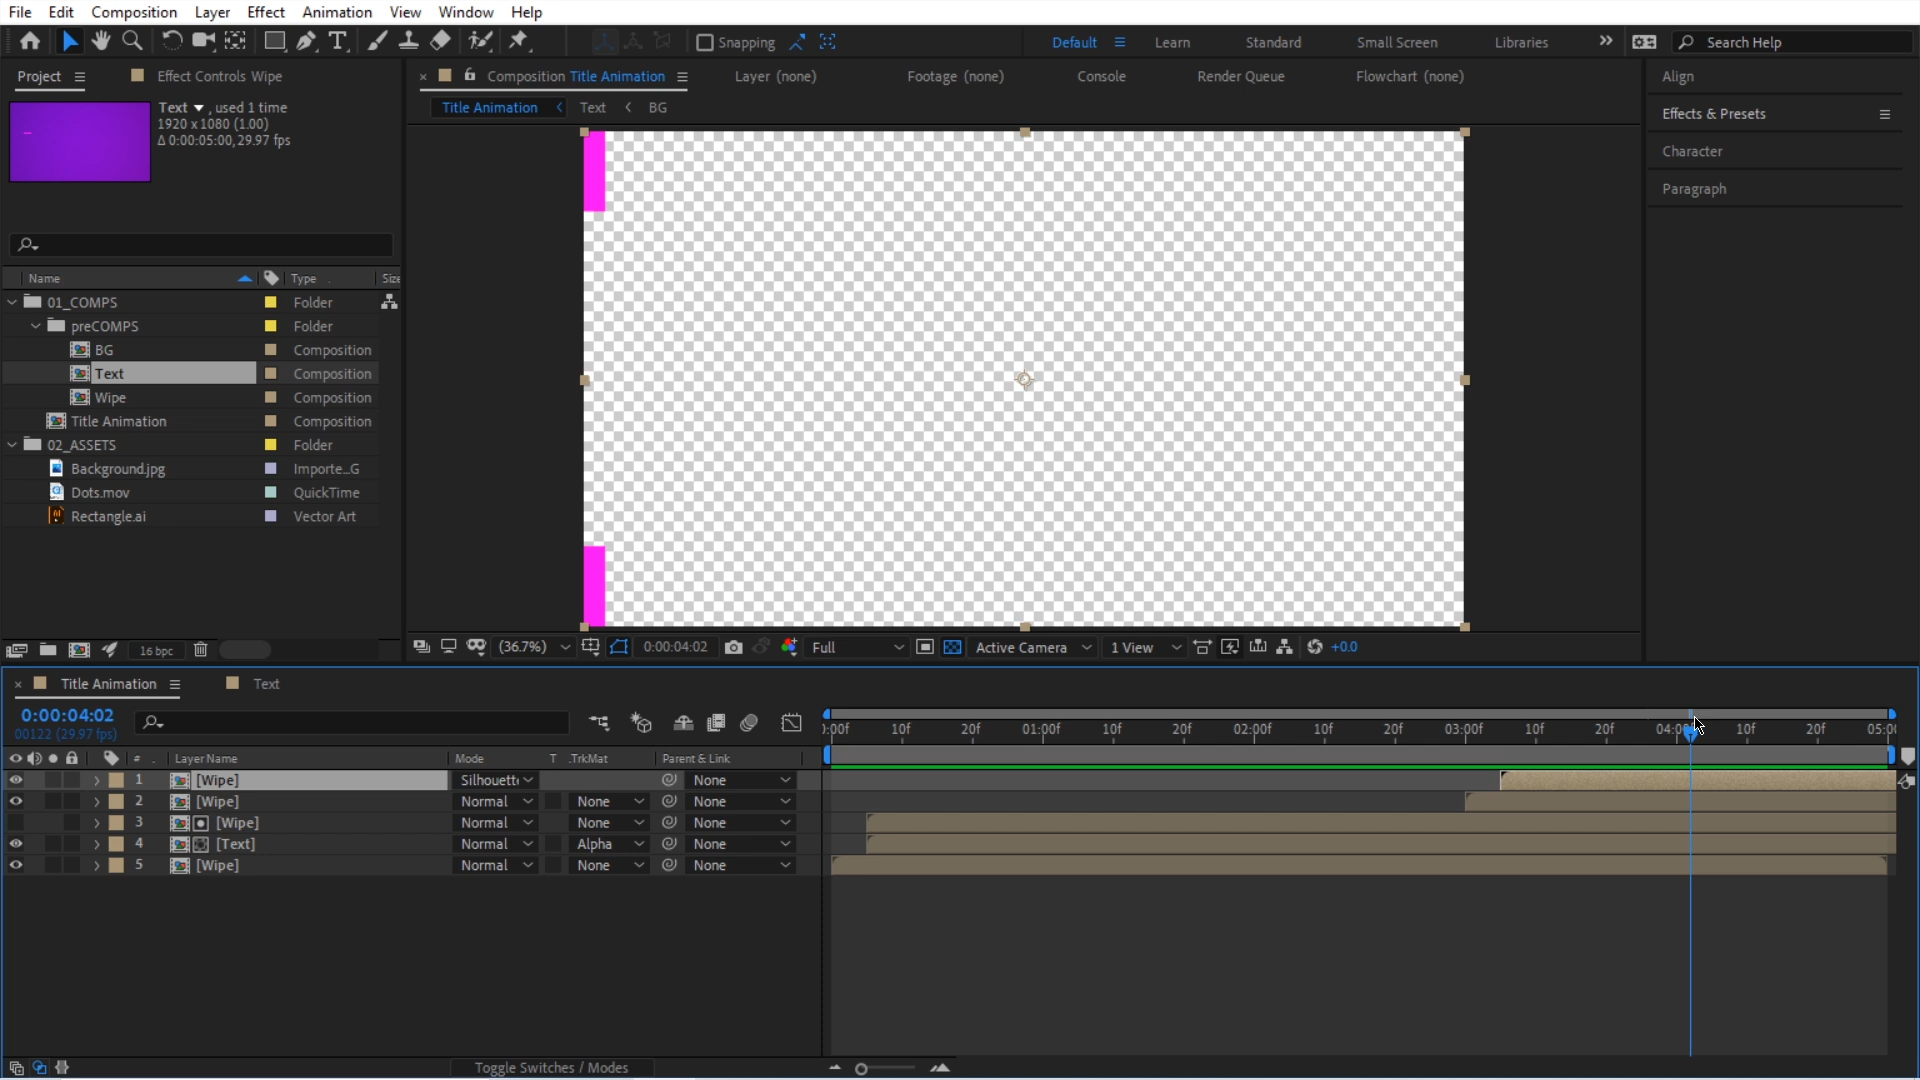 File Edit Composition Layer Effect Animation View Window Help
Snapping Default Learn Standard Small Screen Libraries Search Help
Project Effect Controls Wipe
Composition Title Animation Layer (none) Footage (none) Console Render Queue Flowchart (none)
Title Animation Text BG
Text , used 1 time
1920 x 1080 (1.00)
Δ 0:00:05:00, 29.97 fps
Align
Effects & Presets
Character
Paragraph
Name Type Size
01_COMPS Folder
preCOMPS Folder
BG Composition
Text Composition
Wipe Composition
Title Animation Composition
02_ASSETS Folder
Background.jpg Importe...G
Dots.mov QuickTime
Rectangle.ai Vector Art
16 bpc
(36.7%) 0:00:04:02 Full Active Camera 1 View +0.0
Title Animation Text
0:00:04:02
00122 (29.97 fps)
):00f 10f 20f 01:00f 10f 20f 02:00f 10f 20f 03:00f 10f 20f 04:00f 10f 20f 05:00
# Layer Name Mode T .TrkMat Parent & Link
1 [Wipe] Silhouette None
2 [Wipe] Normal None None
3 [Wipe] Normal None None
4 [Text] Normal Alpha None
5 [Wipe] Normal None None
Toggle Switches / Modes